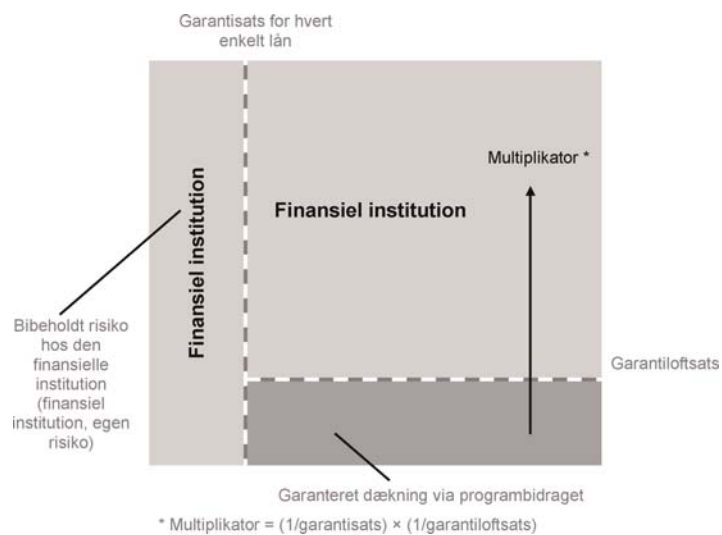 Garantisats for hvert
enkelt lån
Multiplikator *
Finansiel institution
Finansiel institution
Bibeholdt risiko
hos den
finansielle
institution
(finansiel
institution, egen
risiko)
Garantiloftsats
Garanteret dækning via programbidraget
* Multiplikator = (1/garantisats) × (1/garantiloftsats)